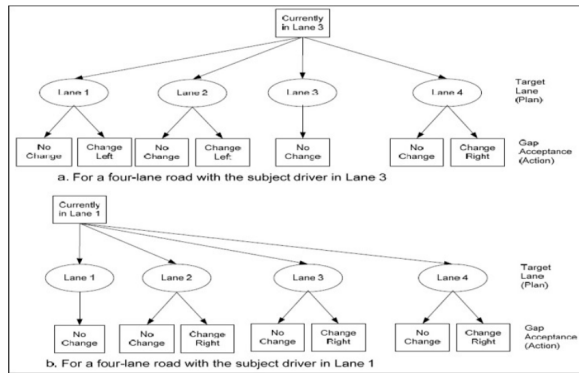 Currently
in Lane 3
Lane 1 Lane 2 Lane 3 Lane 4
Target
Lane
(Plan)
No
Change
Change
Left
No
Change
Change
Left
No
Change
No
Change
Change
Right
Gap
Acceptance
(Action)
a. For a four-lane road with the subject driver in Lane 3
Currently
in Lane 1
Lane 1 Lane 2 Lane 3 Lane 4
Target
Lane
(Plan)
No
Change
No
Change
Change
Right
No
Change
Change
Right
No
Change
Change
Right
Gap
Acceptance
(Action)
b. For a four-lane road with the subject driver in Lane 1